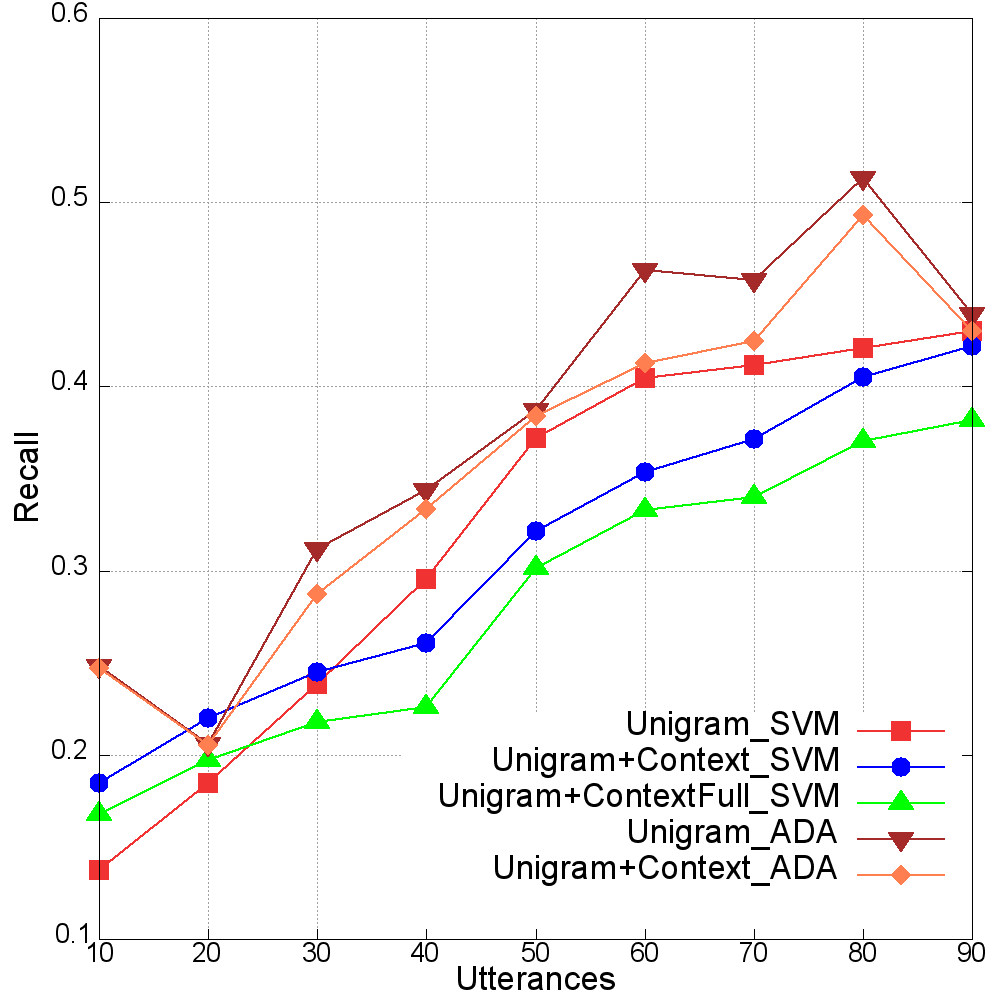 0.6
0.5
0.4
0.3
0.2
0.1
Recall
10 20 30 40 50 60 70 80 90
Utterances
Unigram_SVM
Unigram+Context_SVM
Unigram+ContextFull_SVM
Unigram_ADA
Unigram+Context_ADA